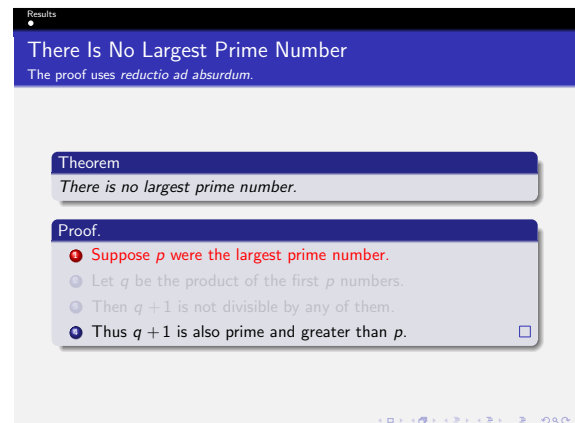 Results
There Is No Largest Prime Number
The proof uses reductio ad absurdum.
Theorem
There is no largest prime number.
Proof.
1 Suppose p were the largest prime number.
2 Let q be the product of the first p numbers.
3 Then q + 1 is not divisible by any of them.
4 Thus q + 1 is also prime and greater than p.